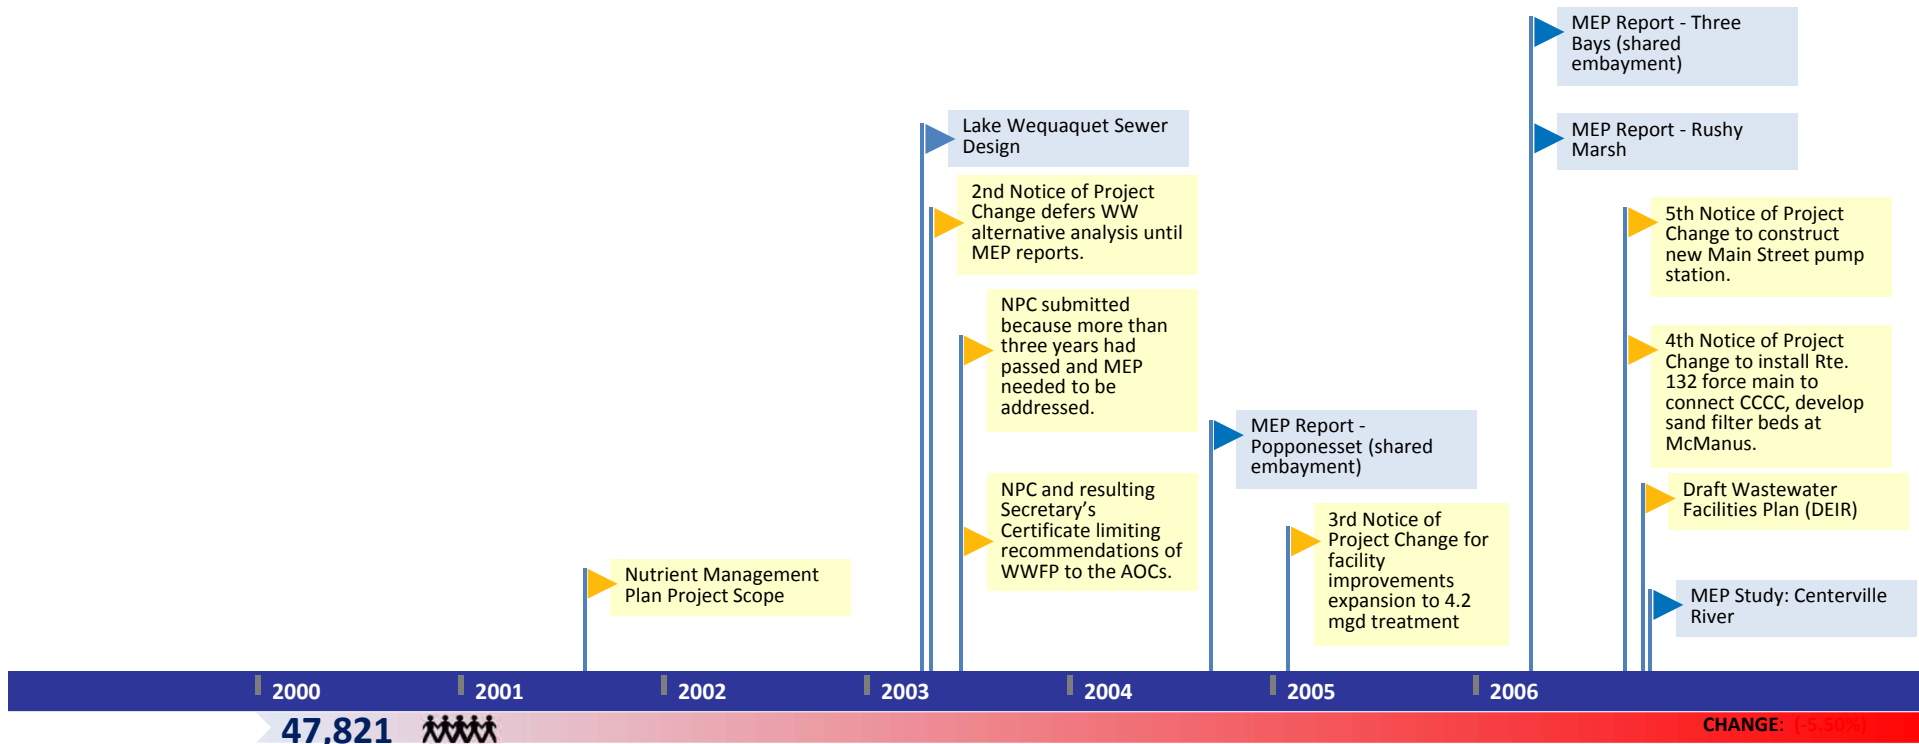 MEP Report - Three
Bays (shared
embayment)
Lake Wequaquet Sewer
Design
MEP Report - Rushy
Marsh
2nd Notice of Project
Change defers WW
alternative analysis until
MEP reports.
5th Notice of Project
Change to construct
new Main Street pump
station.
NPC submitted
because more than
three years had
passed and MEP
needed to be
addressed.
4th Notice of Project
Change to install Rte.
132 force main to
connect CCCC, develop
sand filter beds at
McManus.
MEP Report -
Popponesset (shared
embayment)
NPC and resulting
Secretary's
Certificate limiting
recommendations of
WWFP to the AOCs.
Draft Wastewater
Facilities Plan (DEIR)
3rd Notice of
Project Change for
facility
improvements
expansion to 4.2
mgd treatment
Nutrient Management
Plan Project Scope
MEP Study: Centerville
River
2000 2001 2002 2003 2004 2005 2006
47,821
CHANGE: (-5.50%)